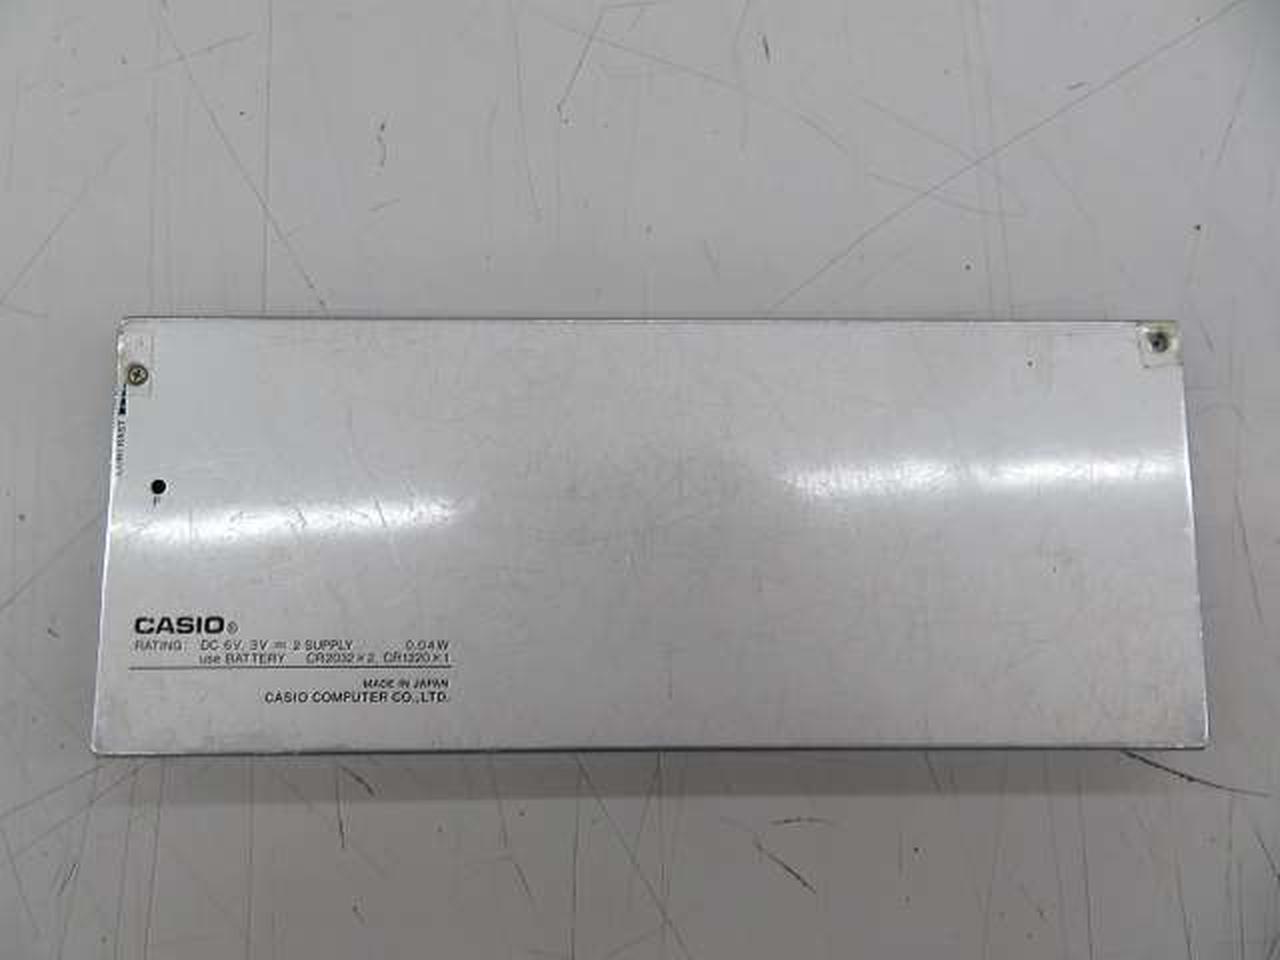 CONTRAST
P
CASIO®
RATING: DC 6V, 3V ⎓ 2 SUPPLY 0.04W
use BATTERY CR2032×2, CR1220×1
MADE IN JAPAN
CASIO COMPUTER CO.,LTD.